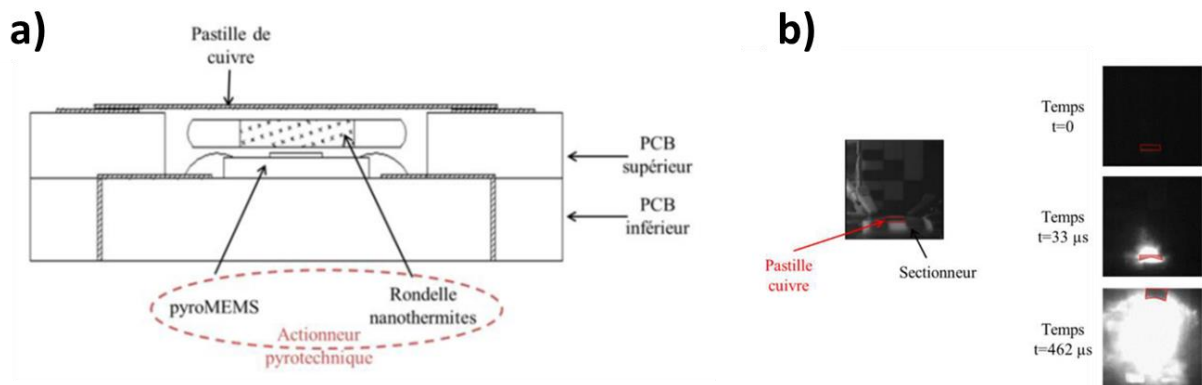 a)
Pastille de
cuivre
PCB
supérieur
PCB
inférieur
pyroMEMS
Rondelle
nanothermites
Actionneur
pyrotechnique
b)
Pastille
cuivre
Sectionneur
Temps
t=0
Temps
t=33 µs
Temps
t=462 µs